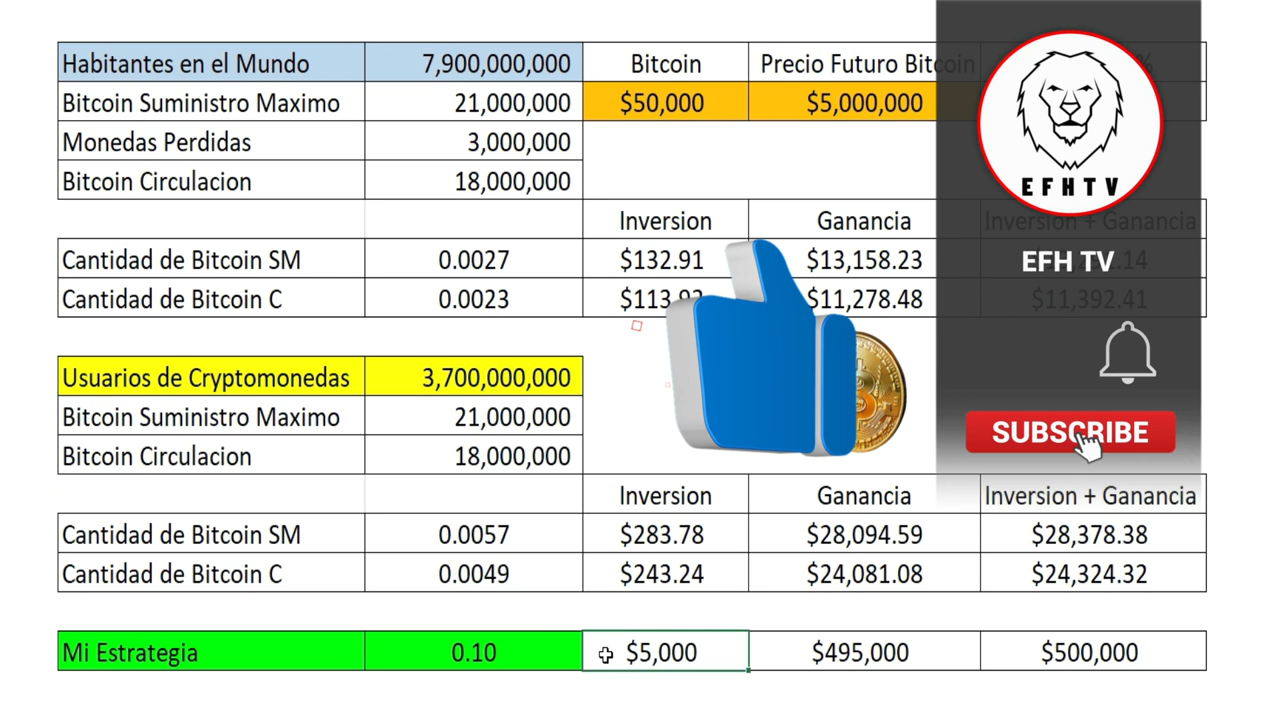 Habitantes en el Mundo 7,900,000,000 Bitcoin Precio Futuro Bitcoin %
Bitcoin Suministro Maximo 21,000,000 $50,000 $5,000,000
Monedas Perdidas 3,000,000
Bitcoin Circulacion 18,000,000
EFHTV
Inversion Ganancia Inversion + Ganancia
Cantidad de Bitcoin SM 0.0027 $132.91 $13,158.23
EFH TV
Cantidad de Bitcoin C 0.0023 $11,278.48 $11,392.41
Usuarios de Cryptomonedas 3,700,000,000
Bitcoin Suministro Maximo 21,000,000
SUBSCRIBE
Bitcoin Circulacion 18,000,000
Inversion Ganancia Inversion + Ganancia
Cantidad de Bitcoin SM 0.0057 $283.78 $28,094.59 $28,378.38
Cantidad de Bitcoin C 0.0049 $243.24 $24,081.08 $24,324.32
Mi Estrategia 0.10 $5,000 $495,000 $500,000